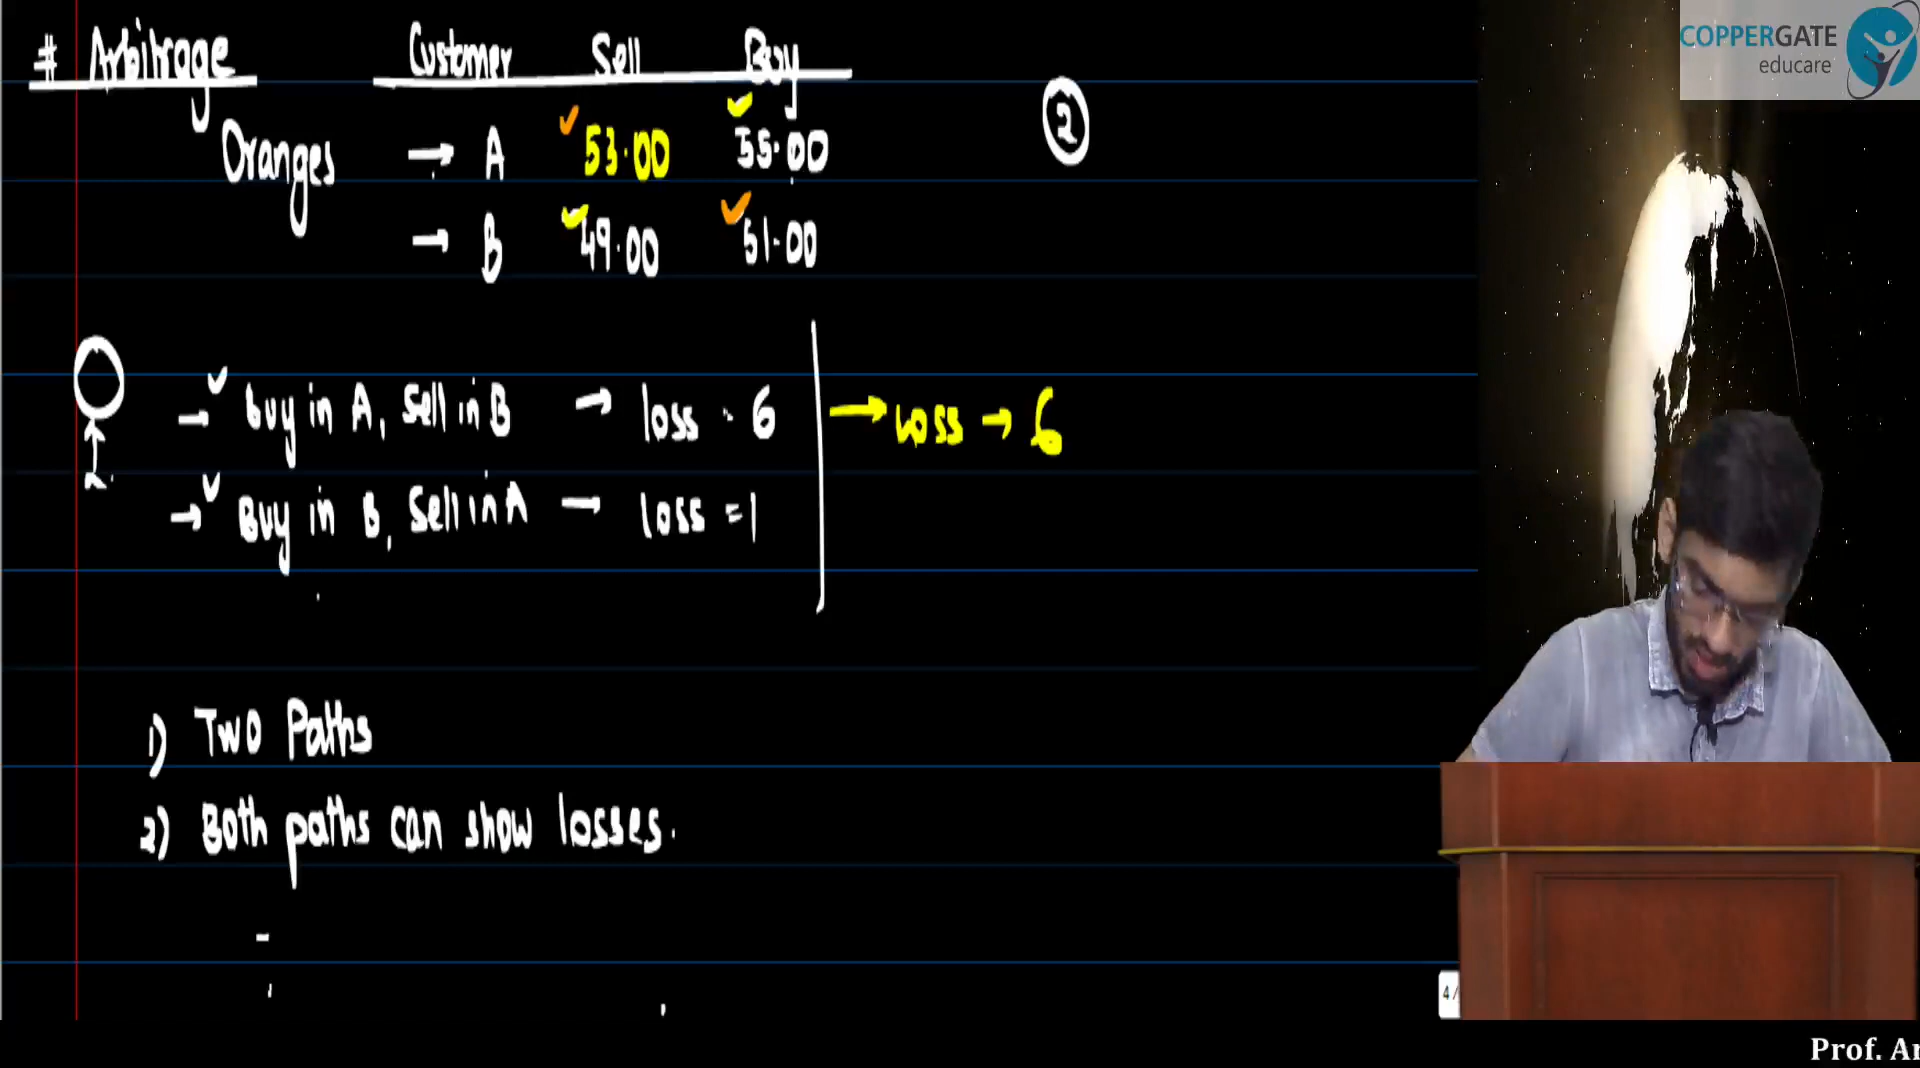 # Arbitrage Customer Sell Buy
Oranges → A 53.00 55.00
→ B 49.00 51.00
2
→ buy in A, sell in B → loss - 6 → Loss → 6
→ Buy in B, sell in A — loss = 1
1) Two Paths
2) Both paths can show losses.
COPPERGATE
educare
4/
Prof. Ar